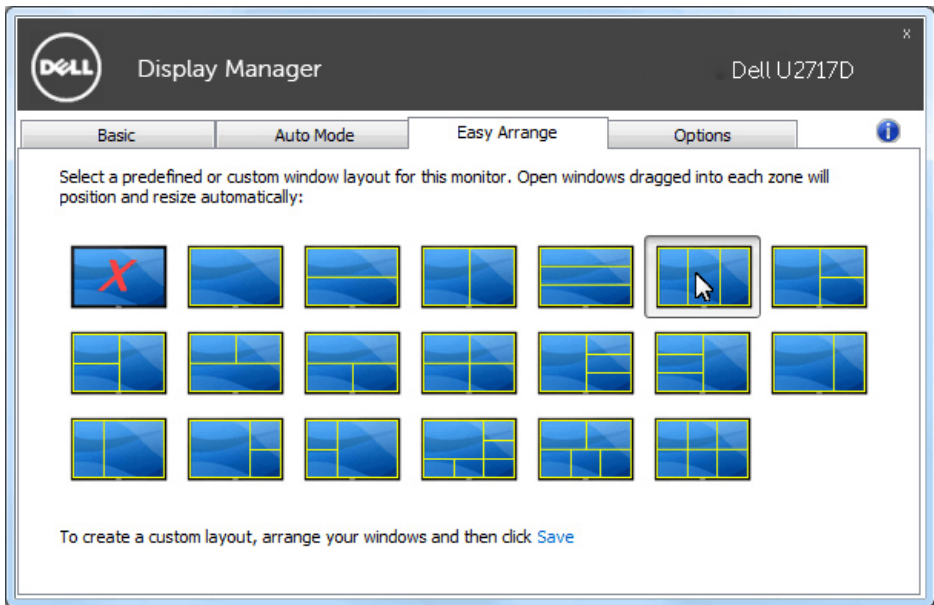 DELL
Display Manager
Dell U2717D
x
Basic
Auto Mode
Easy Arrange
Options
i
Select a predefined or custom window layout for this monitor. Open windows dragged into each zone will
position and resize automatically:
X
To create a custom layout, arrange your windows and then click Save